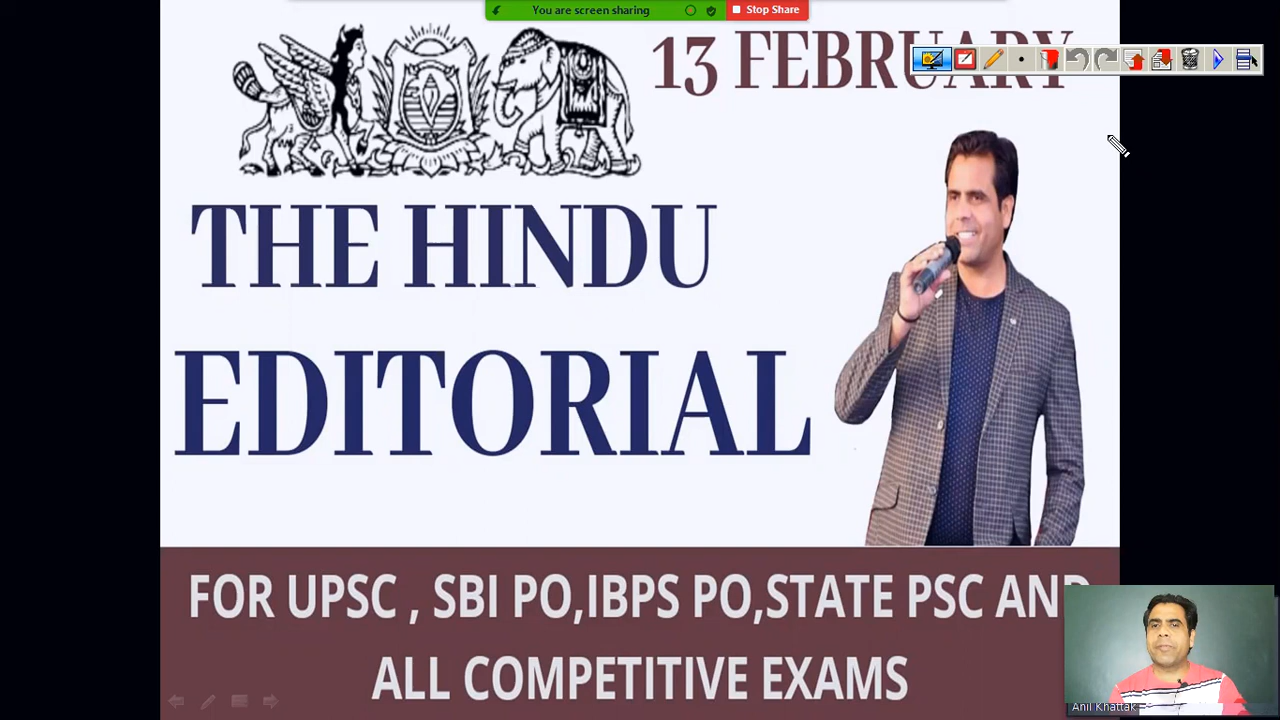 You are screen sharing
Stop Share
13 FEBRUARY
THE HINDU
EDITORIAL
FOR UPSC , SBI PO,IBPS PO,STATE PSC AND
ALL COMPETITIVE EXAMS
Anil Khattak